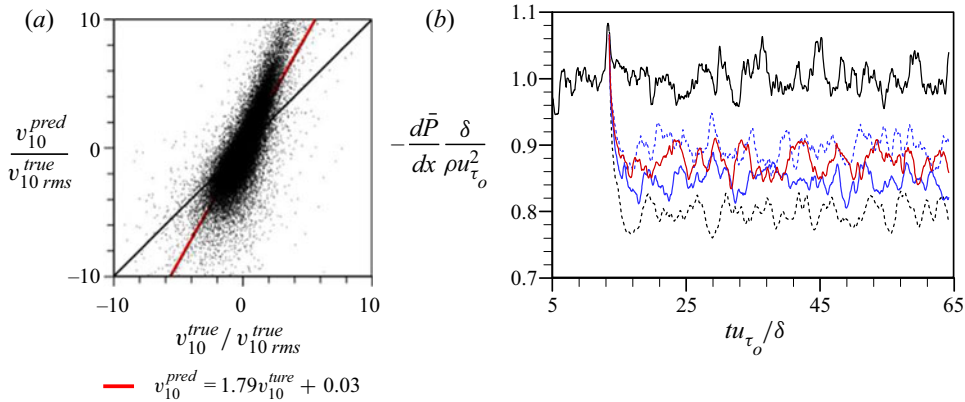 (a)
10
0
−10
−10 0 10
v_10^pred / v_10 rms^true
v_10^true / v_10 rms^true
v_10^pred = 1.79v_10^ture + 0.03
(b)
1.1
1.0
0.9
0.8
0.7
5 25 45 65
−dP̄/dx δ/ρu_τo^2
tu_τo/δ